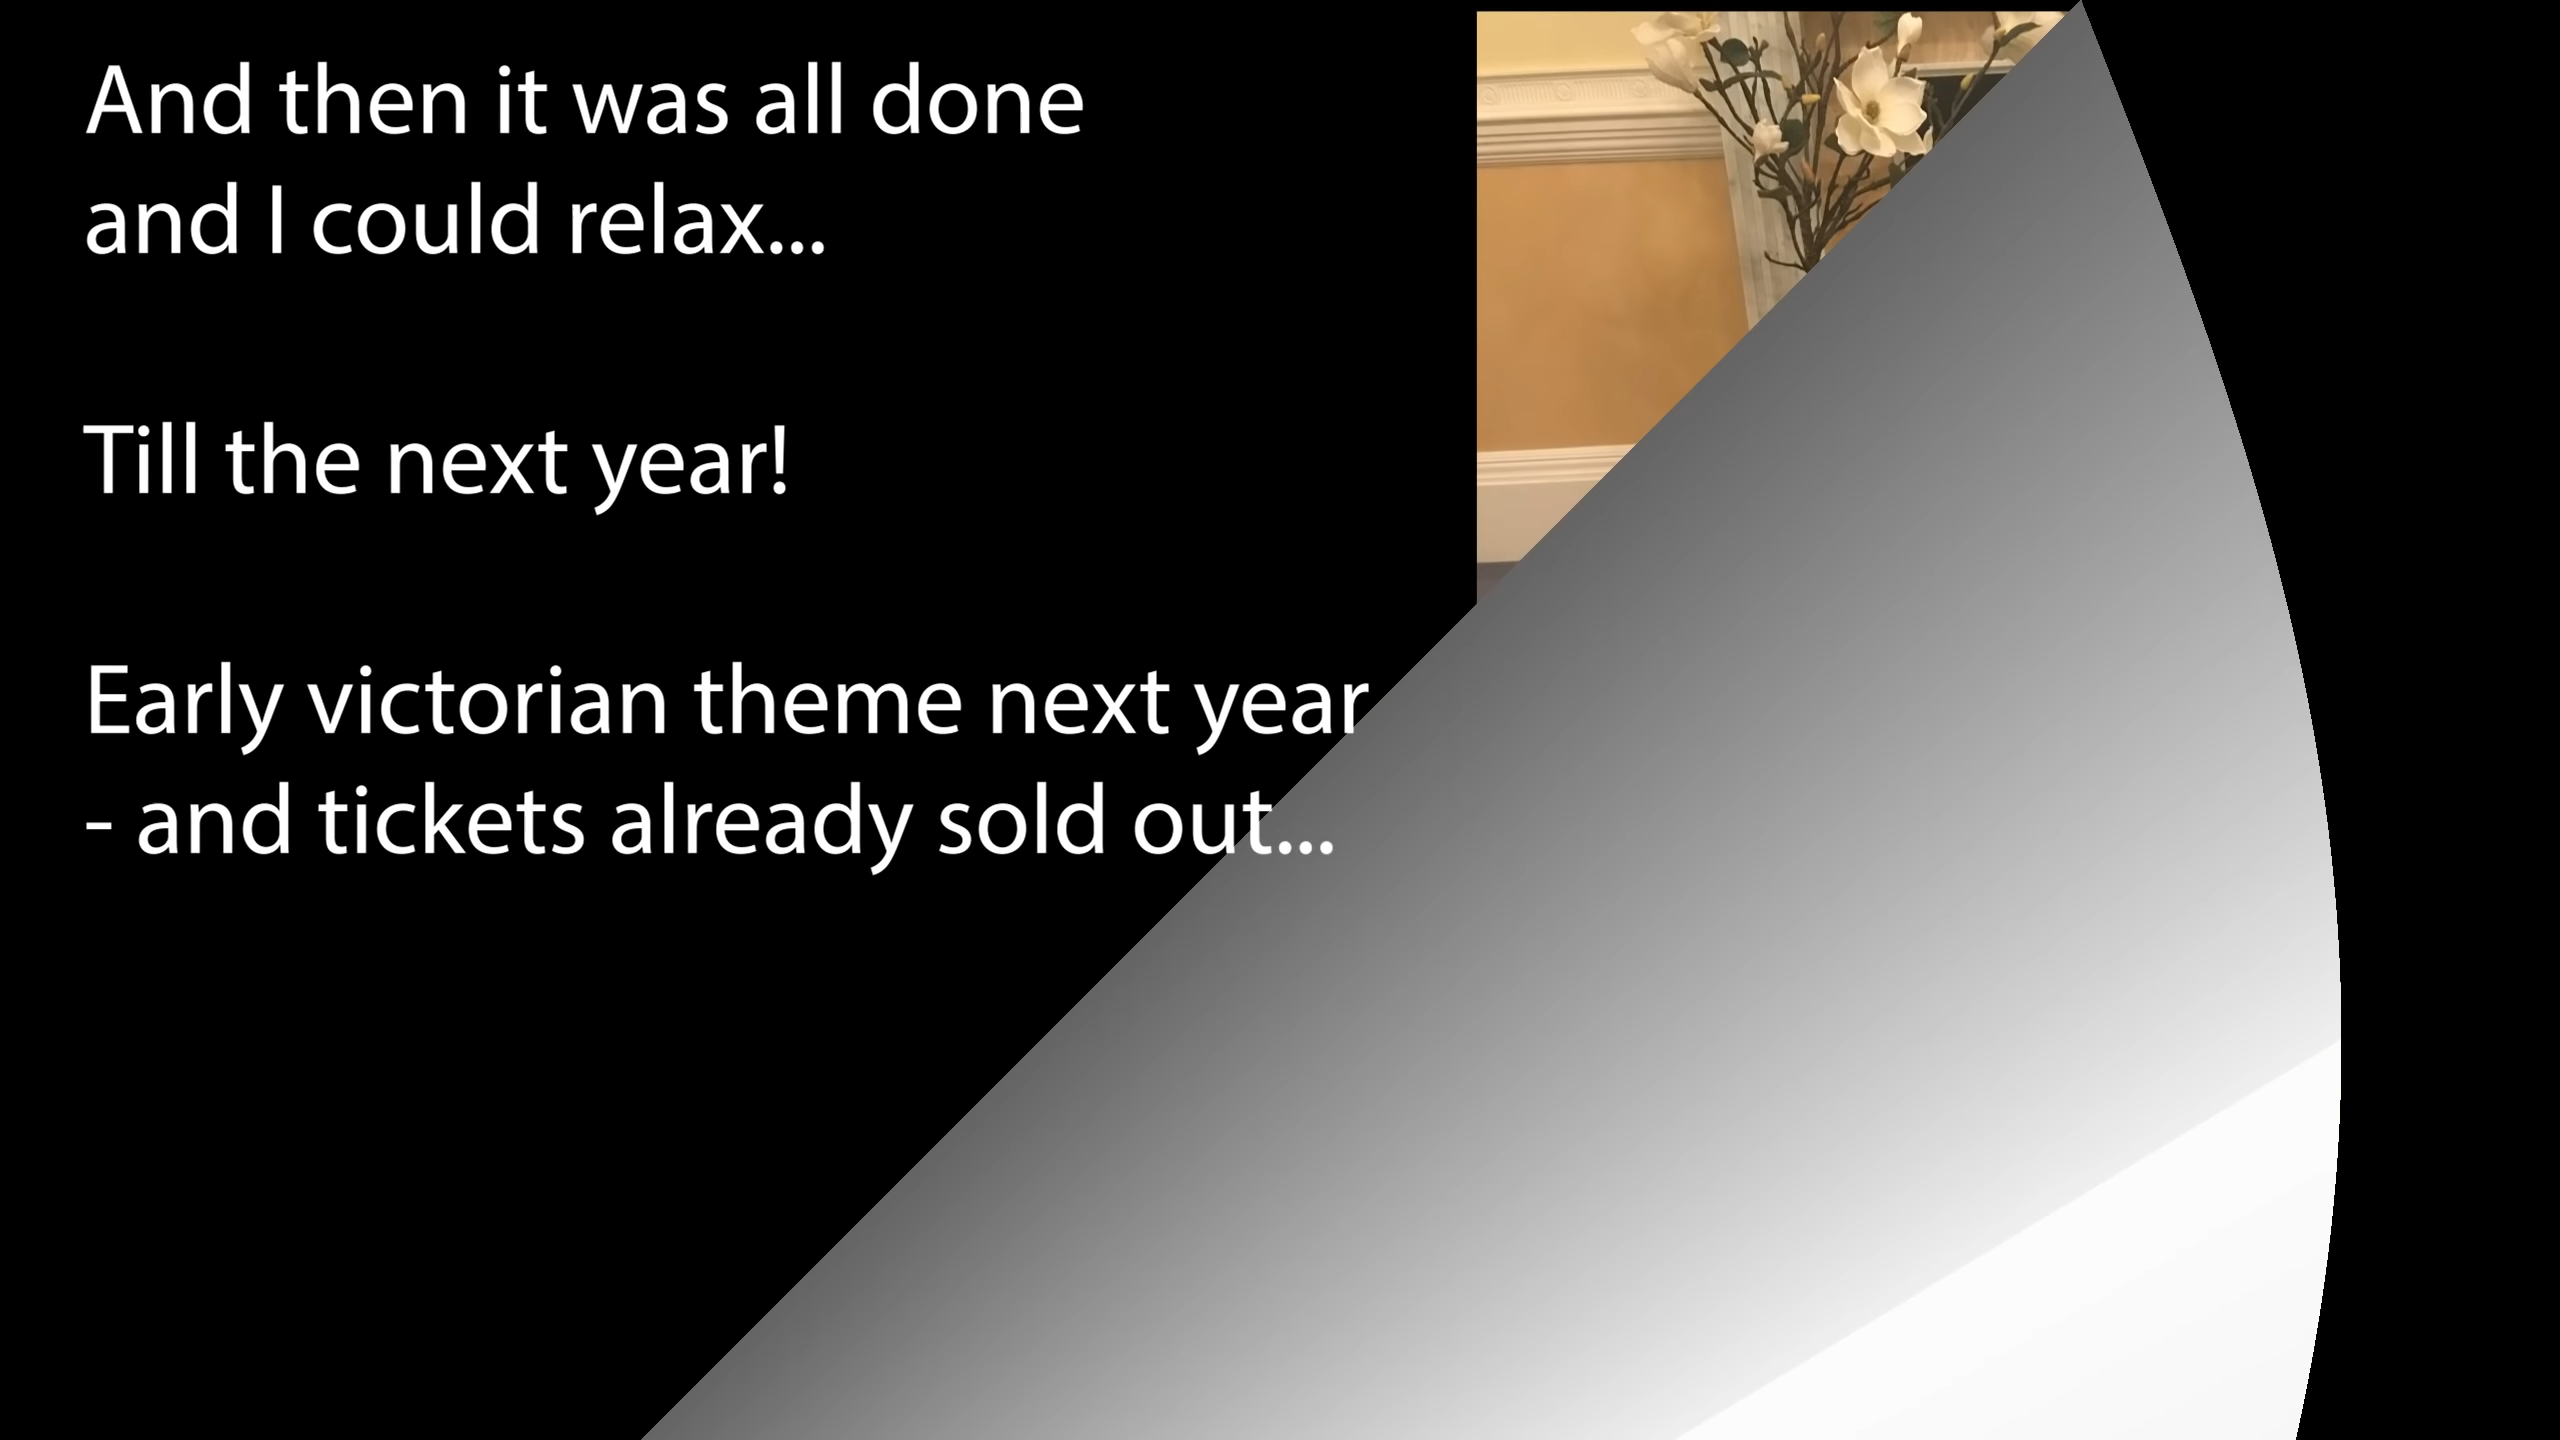 And then it was all done
and I could relax...
Till the next year!
Early victorian theme next year
- and tickets already sold out...